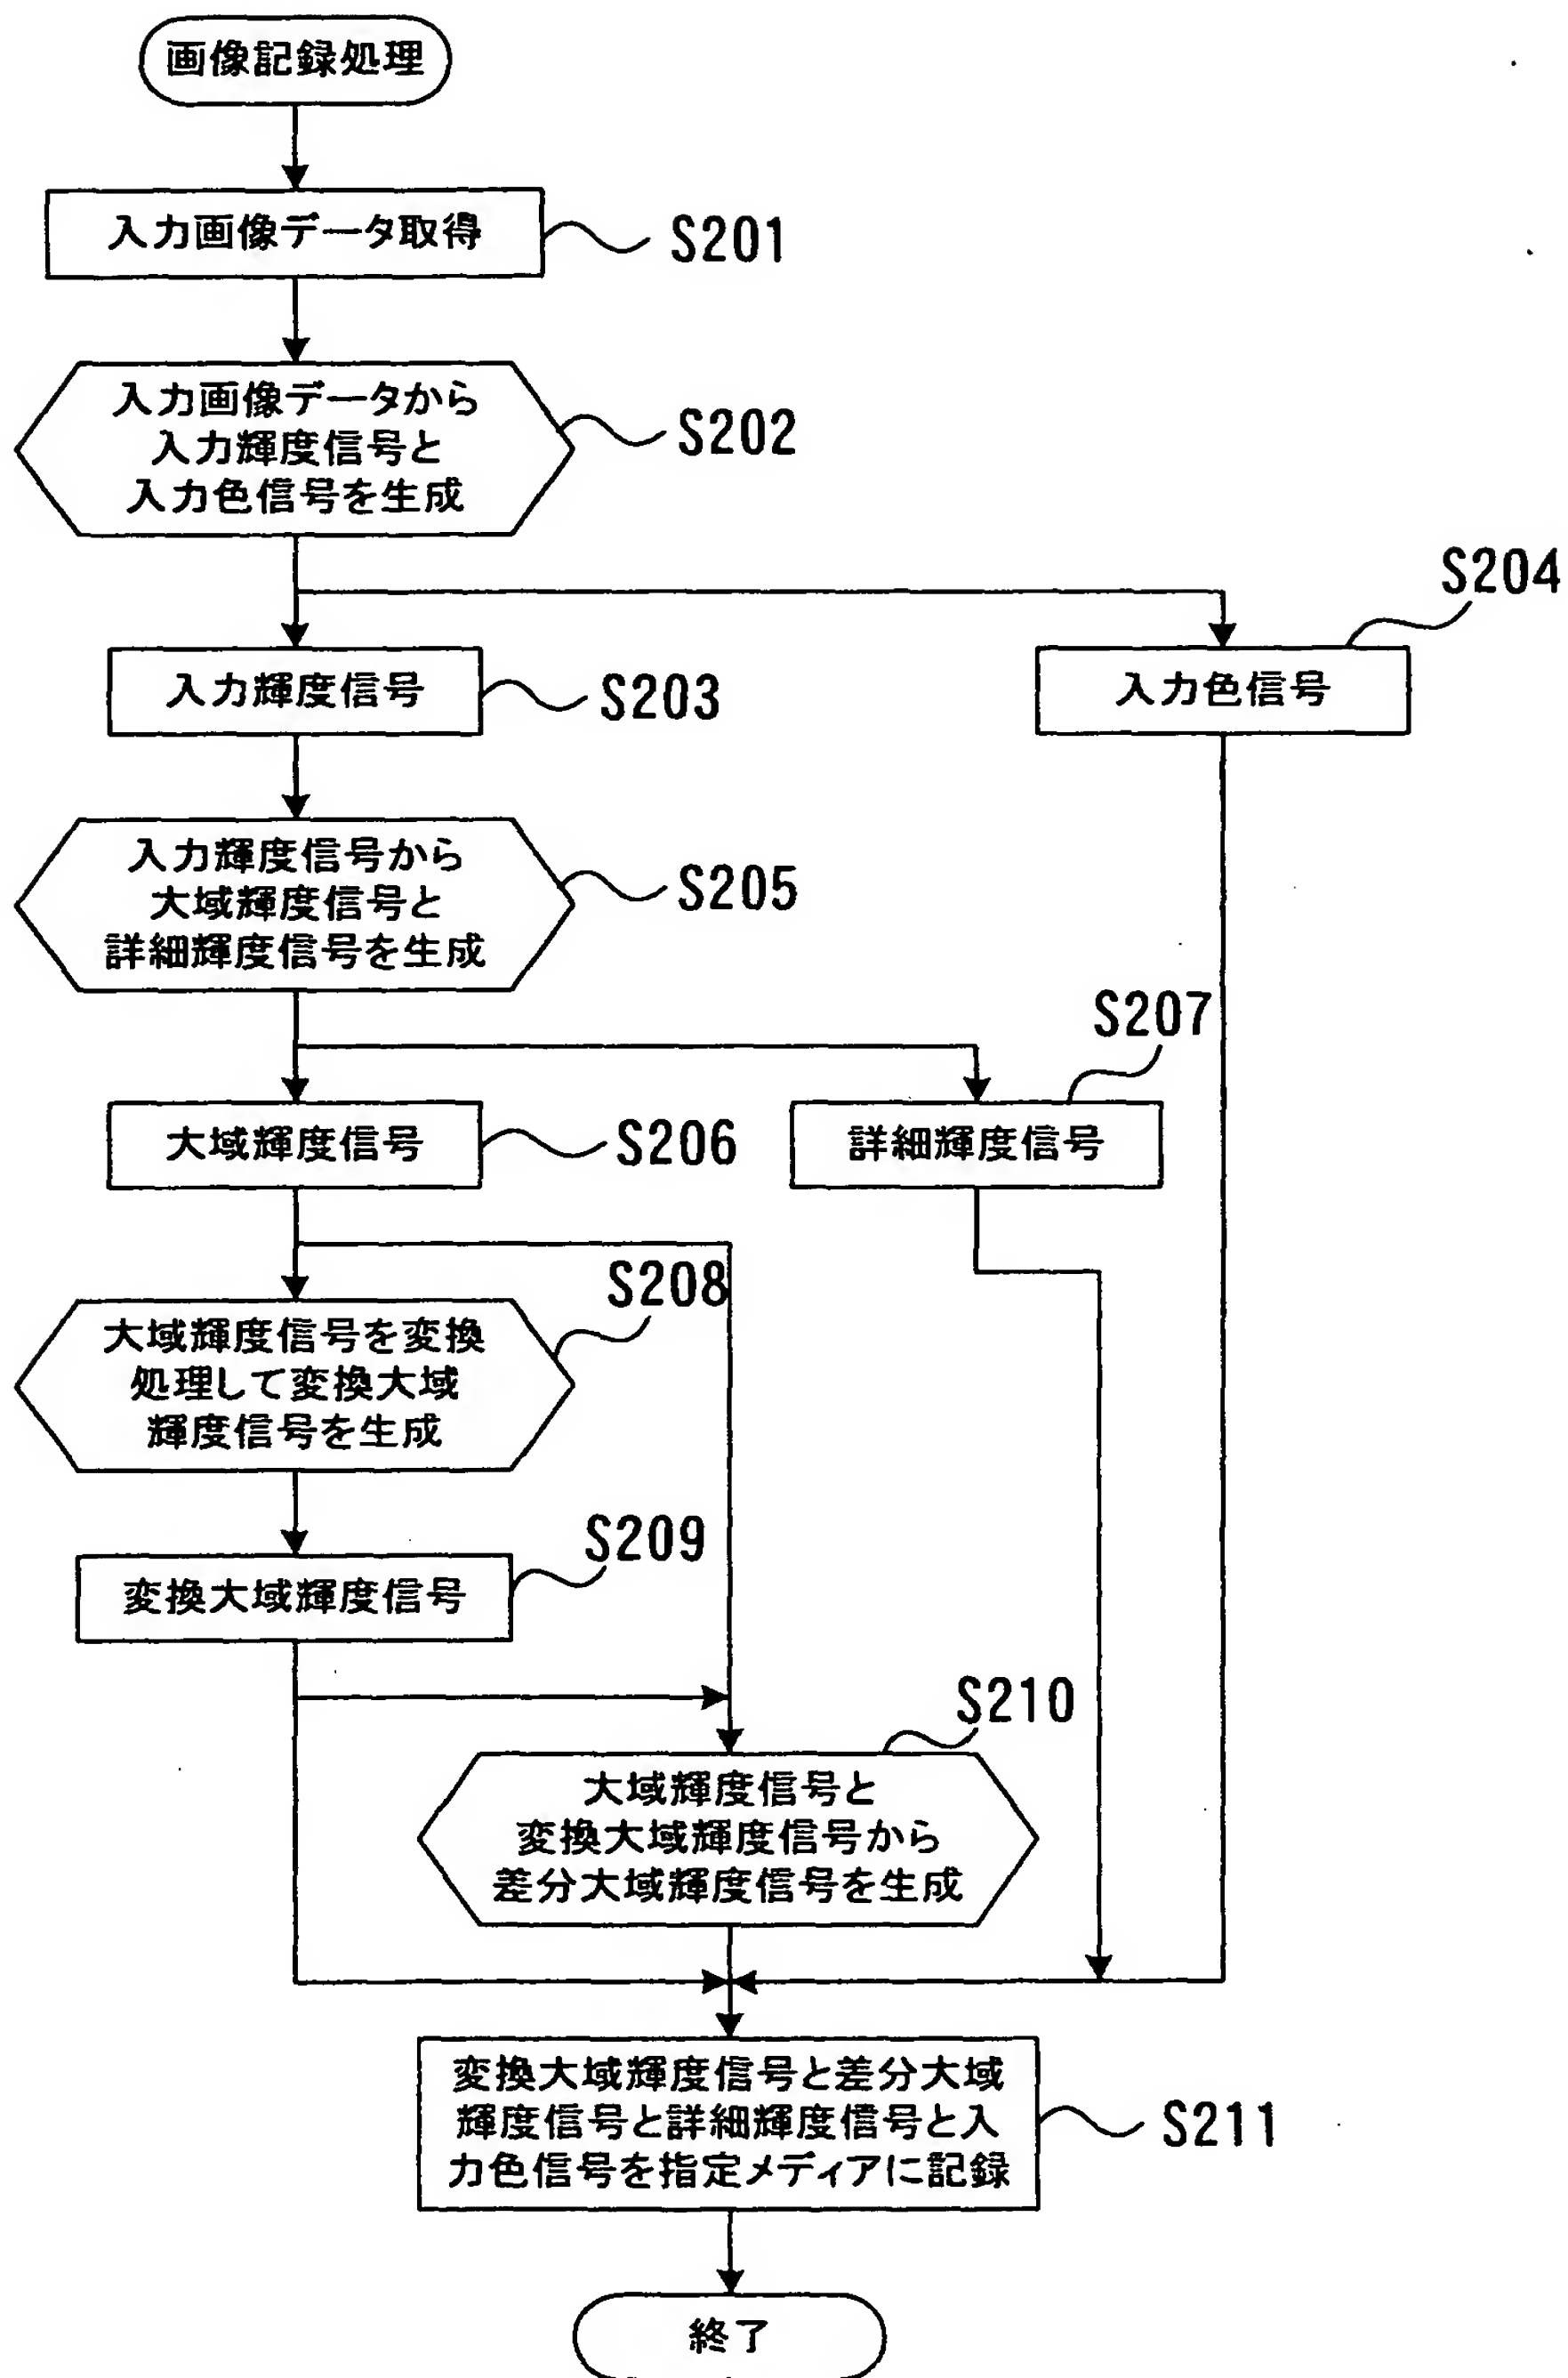 画像記録処理
入力画像データ取得
S201
入力画像データから
入力輝度信号と
入力色信号を生成
S202
S204
入力輝度信号
S203
入力色信号
入力輝度信号から
大域輝度信号と
詳細輝度信号を生成
S205
S207
大域輝度信号
S206
詳細輝度信号
S208
大域輝度信号を変換
処理して変換大域
輝度信号を生成
S209
変換大域輝度信号
S210
大域輝度信号と
変換大域輝度信号から
差分大域輝度信号を生成
変換大域輝度信号と差分大域
輝度信号と詳細輝度信号と入
力色信号を指定メディアに記録
S211
終了